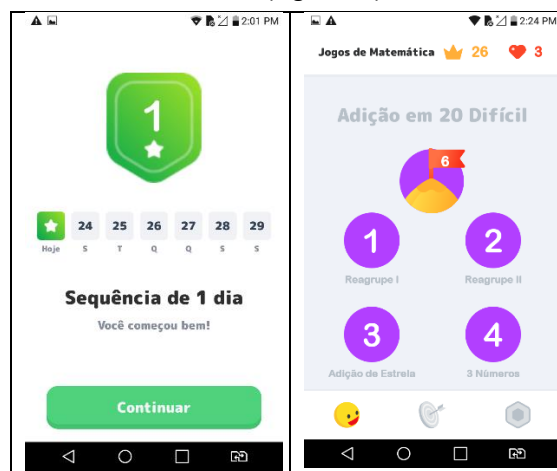 2:01 PM
1
24 25 26 27 28 29
Hoje S T Q Q S S
Sequência de 1 dia
Você começou bem!
Continuar
2:24 PM
Jogos de Matemática 26 3
Adição em 20 Difícil
6
1 2
Reagrupe I Reagrupe II
3 4
Adição de Estrela 3 Números